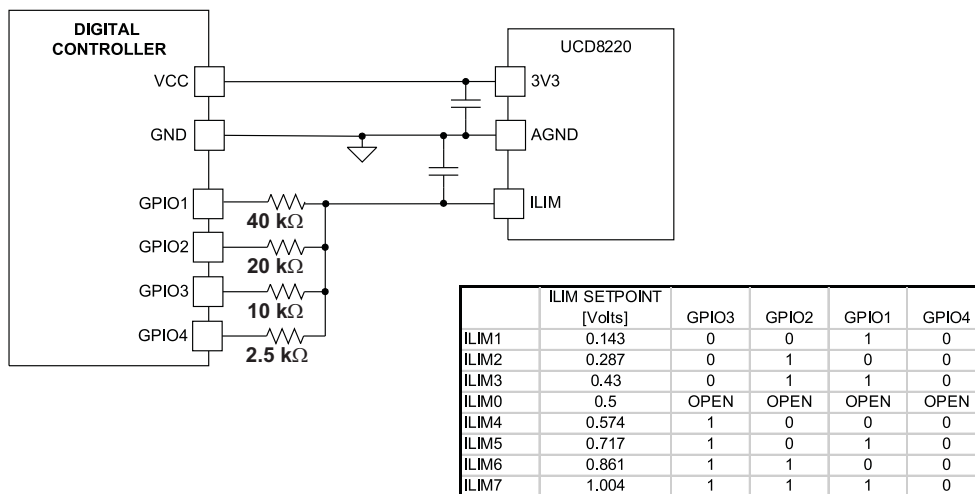 DIGITAL
CONTROLLER
UCD8220
VCC
3V3
GND
AGND
GPIO1
ILIM
40 kΩ
GPIO2
20 kΩ
GPIO3
10 kΩ
GPIO4
2.5 kΩ
ILIM SETPOINT
[Volts] GPIO3 GPIO2 GPIO1 GPIO4
ILIM1 0.143 0 0 1 0
ILIM2 0.287 0 1 0 0
ILIM3 0.43 0 1 1 0
ILIM0 0.5 OPEN OPEN OPEN OPEN
ILIM4 0.574 1 0 0 0
ILIM5 0.717 1 0 1 0
ILIM6 0.861 1 1 0 0
ILIM7 1.004 1 1 1 0